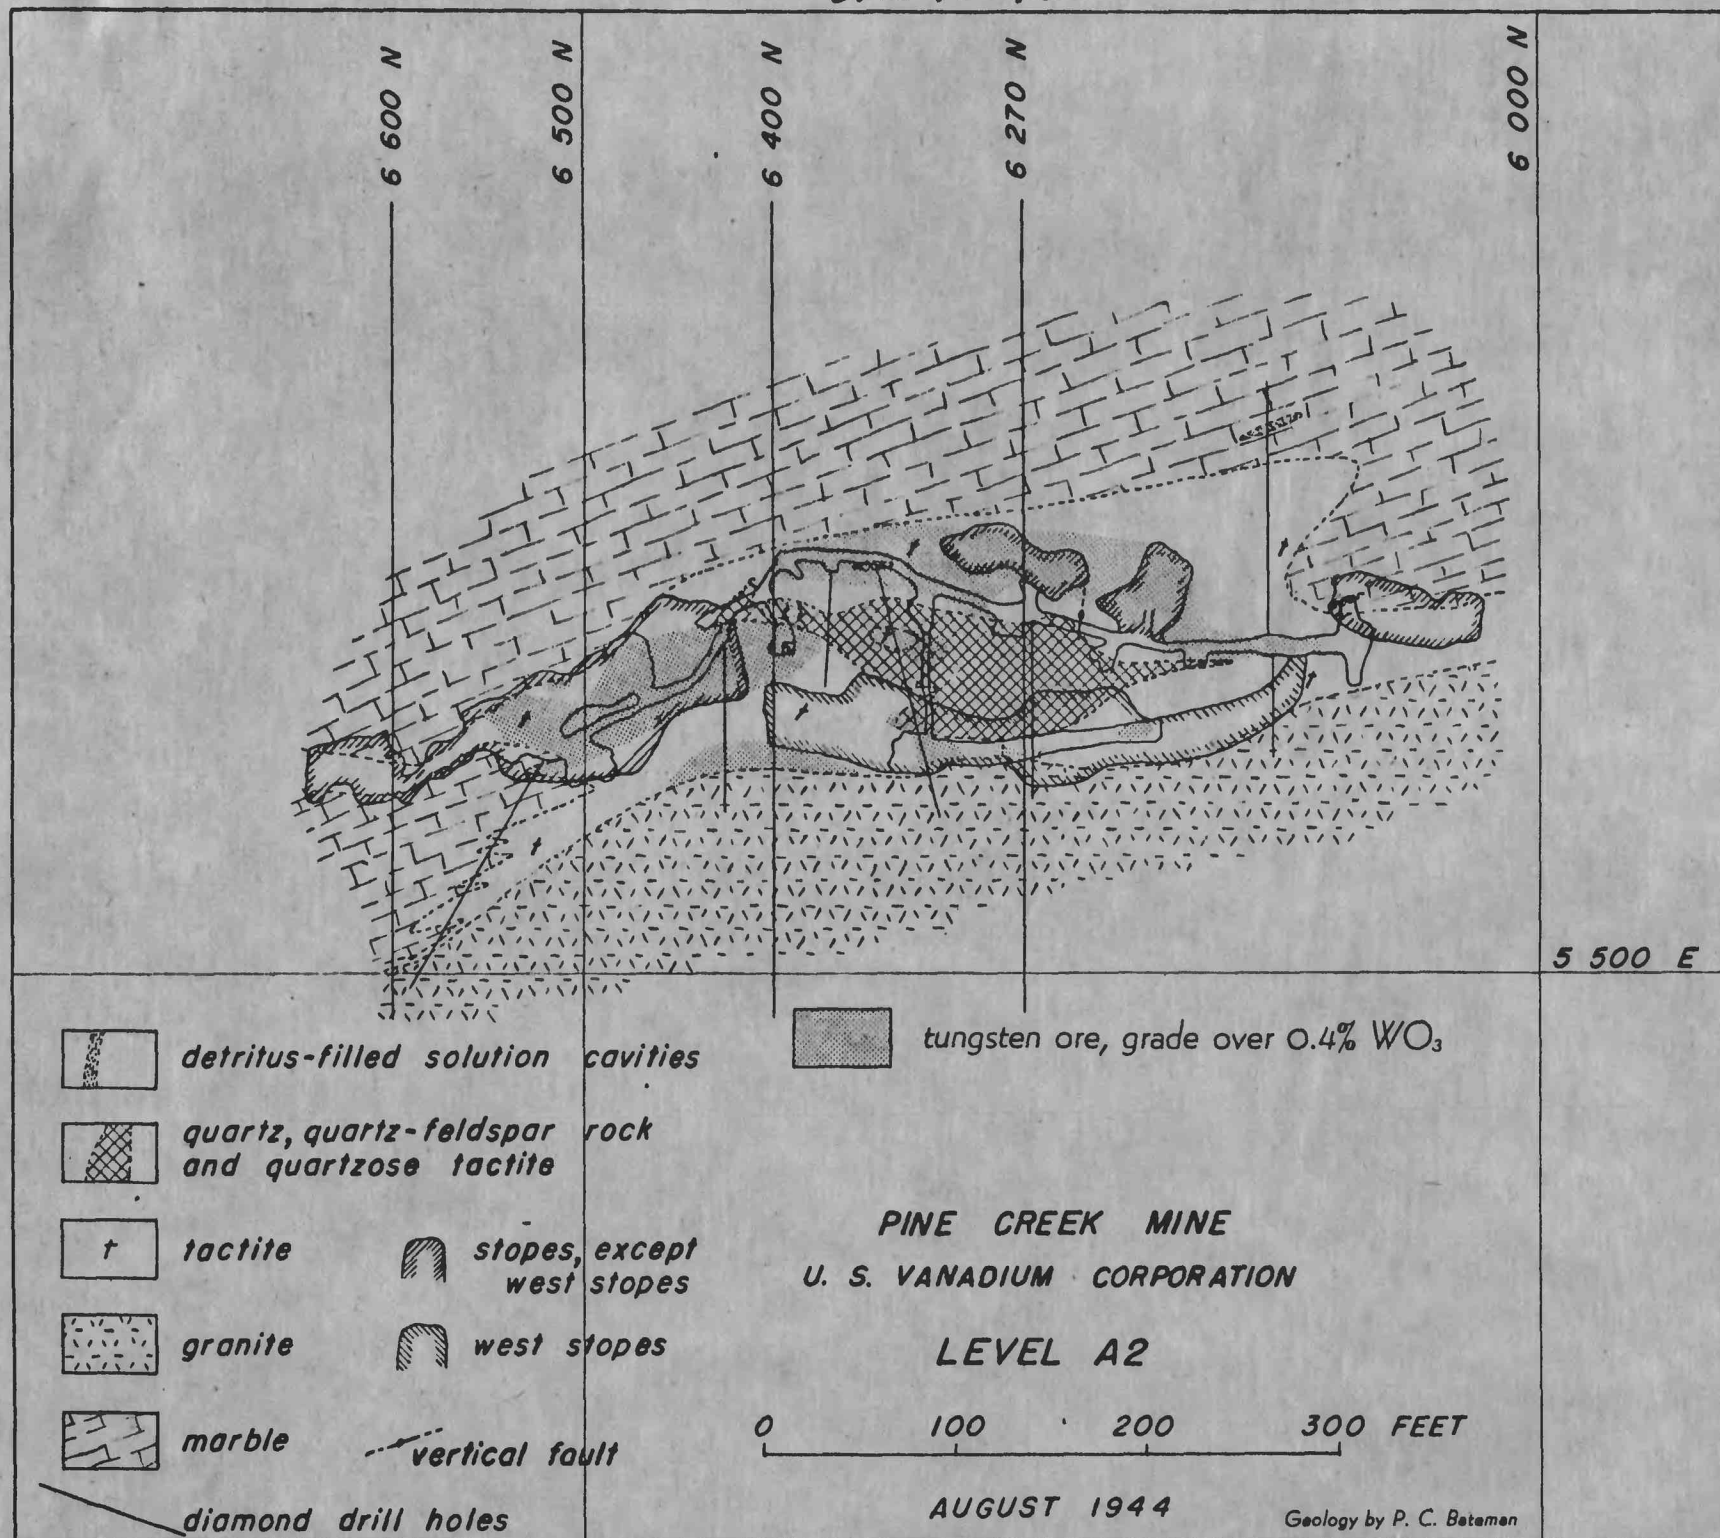 6 600 N
6 500 N
6 400 N
6 270 N
6 000 N
5 500 E
detritus-filled solution cavities
tungsten ore, grade over 0.4% WO₃
quartz, quartz-feldspar rock
and quartzose tactite
t tactite
stopes, except
west stopes
granite
west stopes
marble
vertical fault
diamond drill holes
PINE CREEK MINE
U. S. VANADIUM CORPORATION
LEVEL A2
0 100 200 300 FEET
AUGUST 1944
Geology by P. C. Bateman